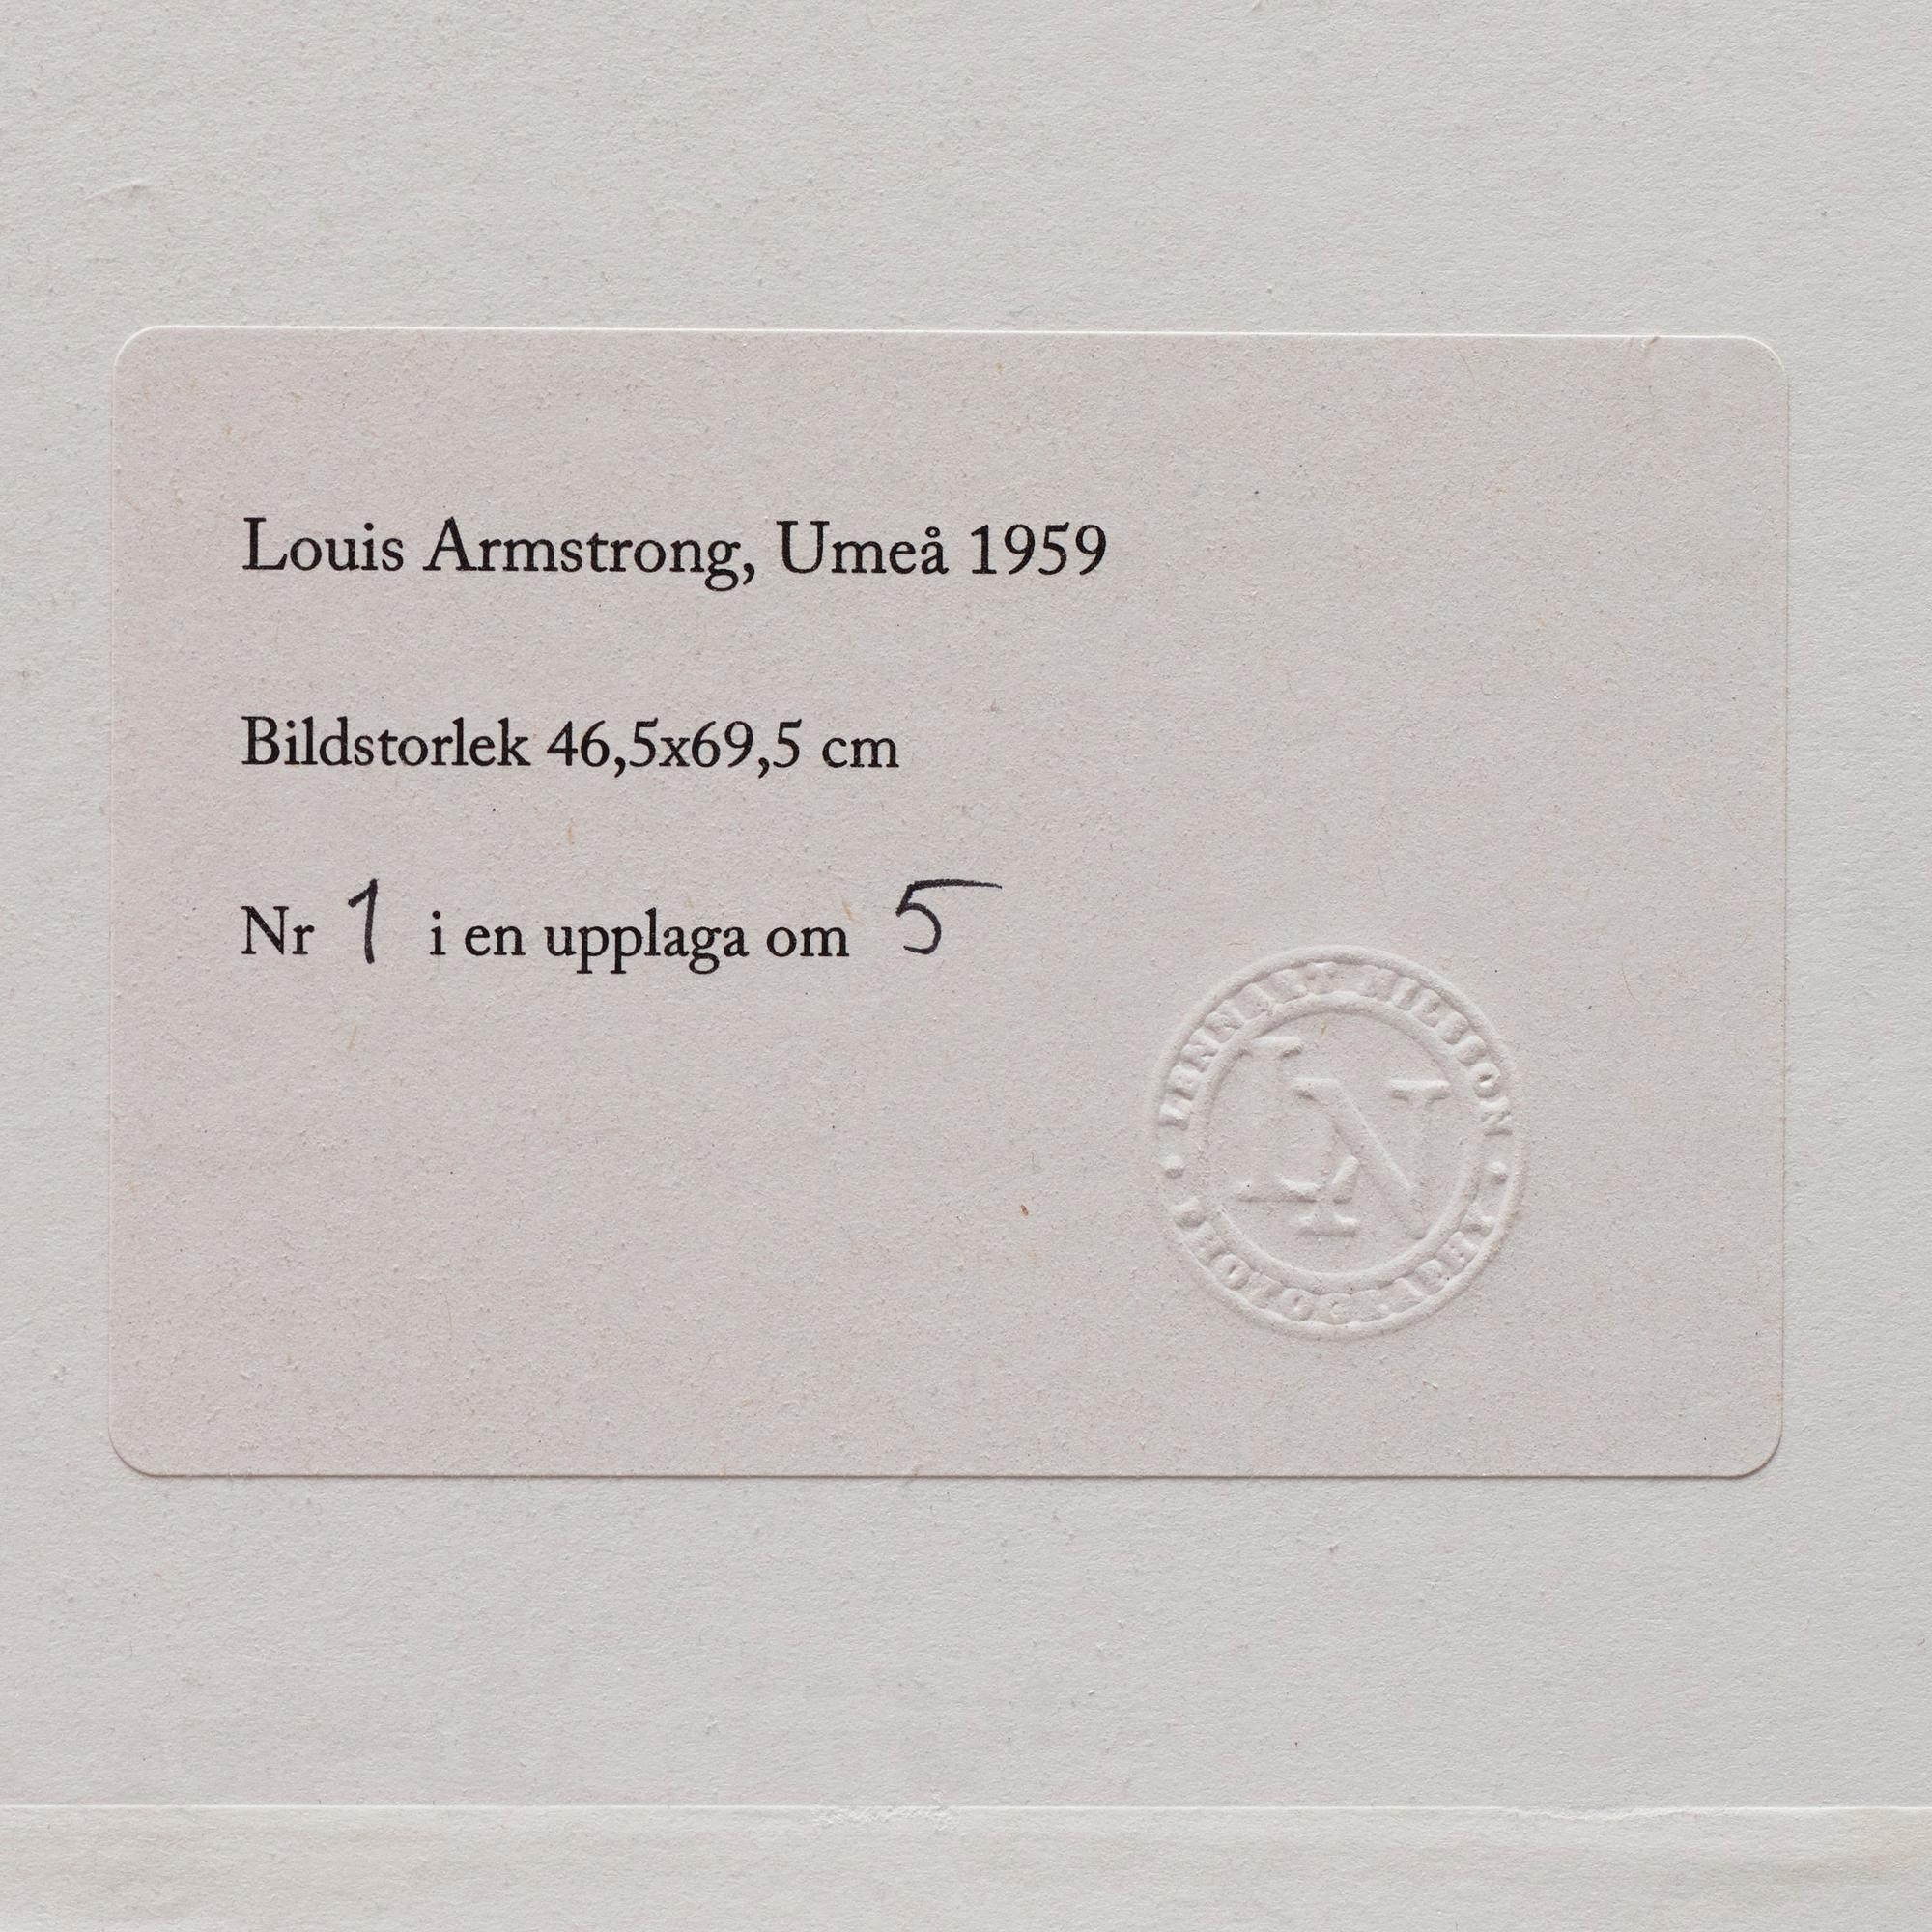 Louis Armstrong, Umeå 1959
Bildstorlek 46,5x69,5 cm
Nr 1 i en upplaga om 5
LENNART NILSSON
LN
PHOTOGRAPHY